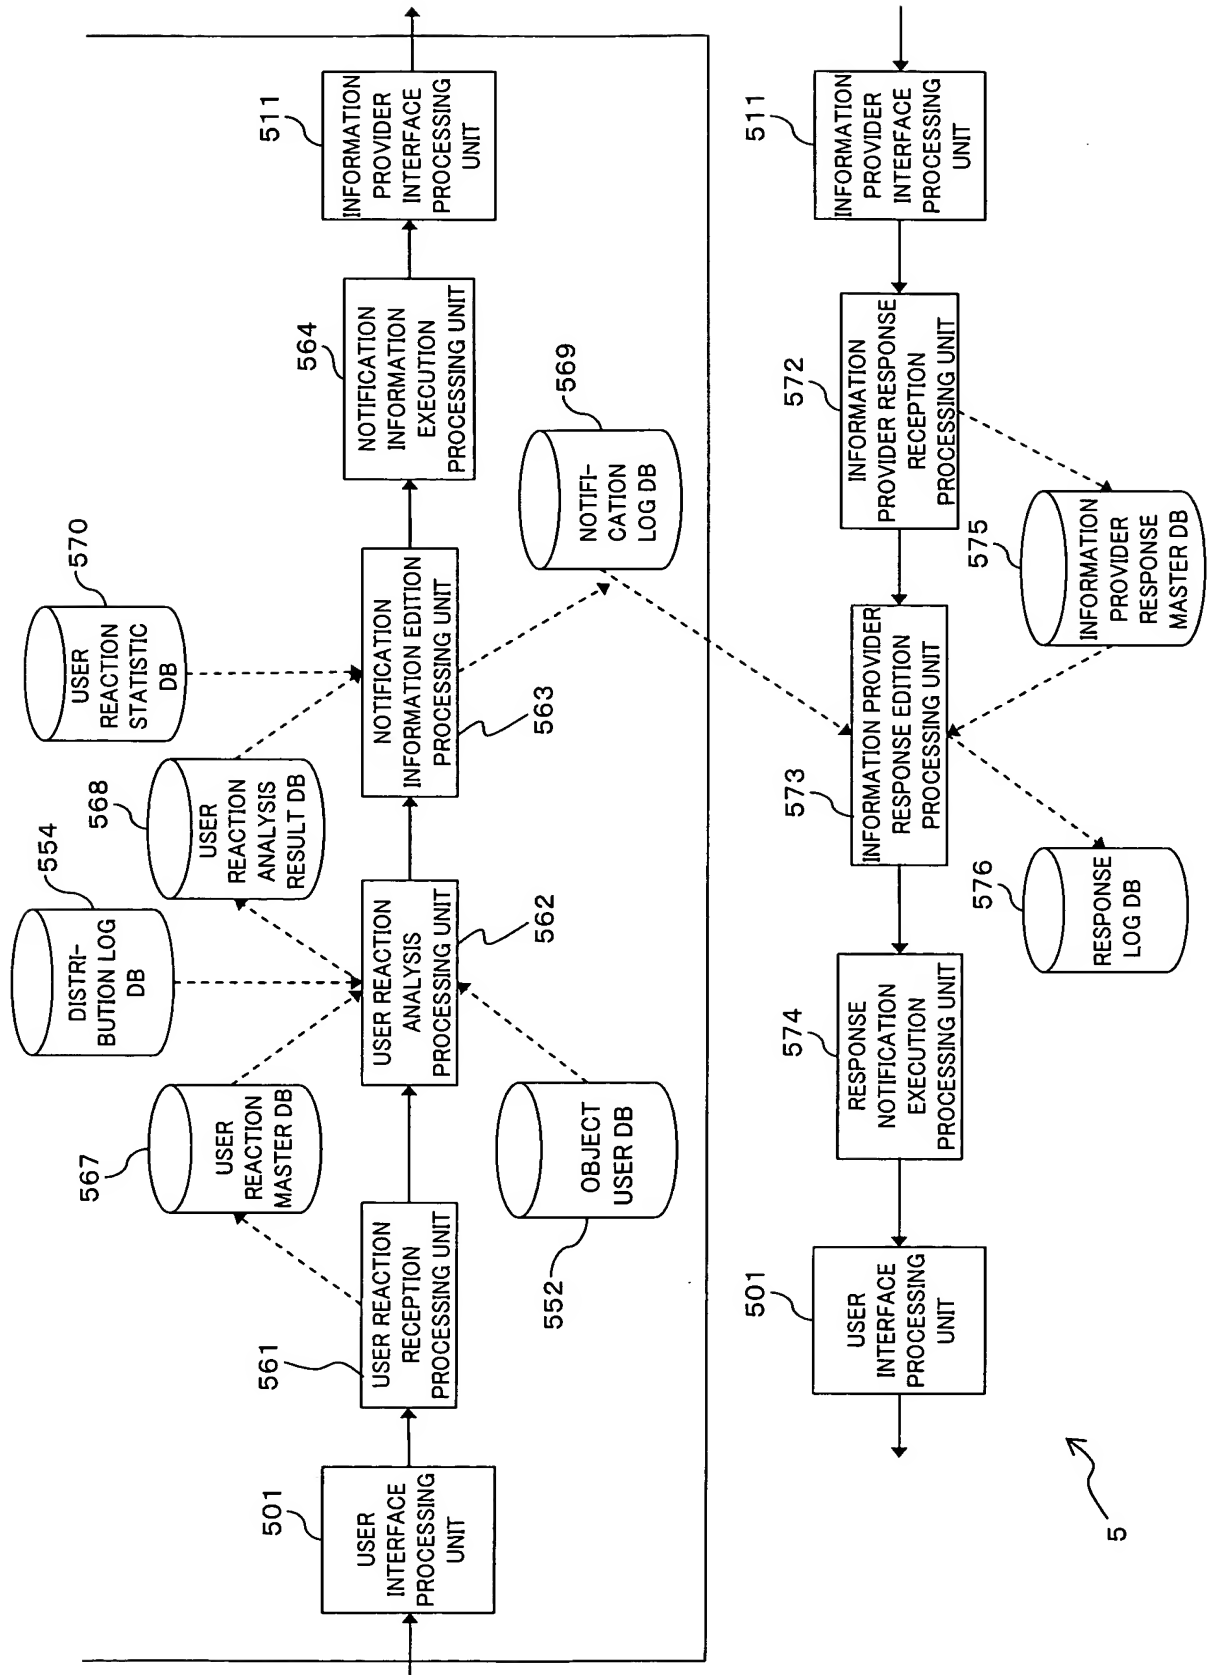 501
USER
INTERFACE
PROCESSING
UNIT
561
USER REACTION
RECEPTION
PROCESSING UNIT
567
USER
REACTION
MASTER DB
554
DISTRI-
BUTION LOG
DB
568
USER
REACTION
ANALYSIS
RESULT DB
570
USER
REACTION
STATISTIC
DB
USER REACTION
ANALYSIS
PROCESSING UNIT
562
OBJECT
USER DB
552
NOTIFICATION
INFORMATION EDITION
PROCESSING UNIT
563
564
NOTIFICATION
INFORMATION
EXECUTION
PROCESSING UNIT
569
NOTIFI-
CATION
LOG DB
511
INFORMATION
PROVIDER
INTERFACE
PROCESSING
UNIT
501
USER
INTERFACE
PROCESSING
UNIT
574
RESPONSE
NOTIFICATION
EXECUTION
PROCESSING UNIT
573
INFORMATION PROVIDER
RESPONSE EDITION
PROCESSING UNIT
572
INFORMATION
PROVIDER RESPONSE
RECEPTION
PROCESSING UNIT
511
INFORMATION
PROVIDER
INTERFACE
PROCESSING
UNIT
576
RESPONSE
LOG DB
575
INFORMATION
PROVIDER
RESPONSE
MASTER DB
5